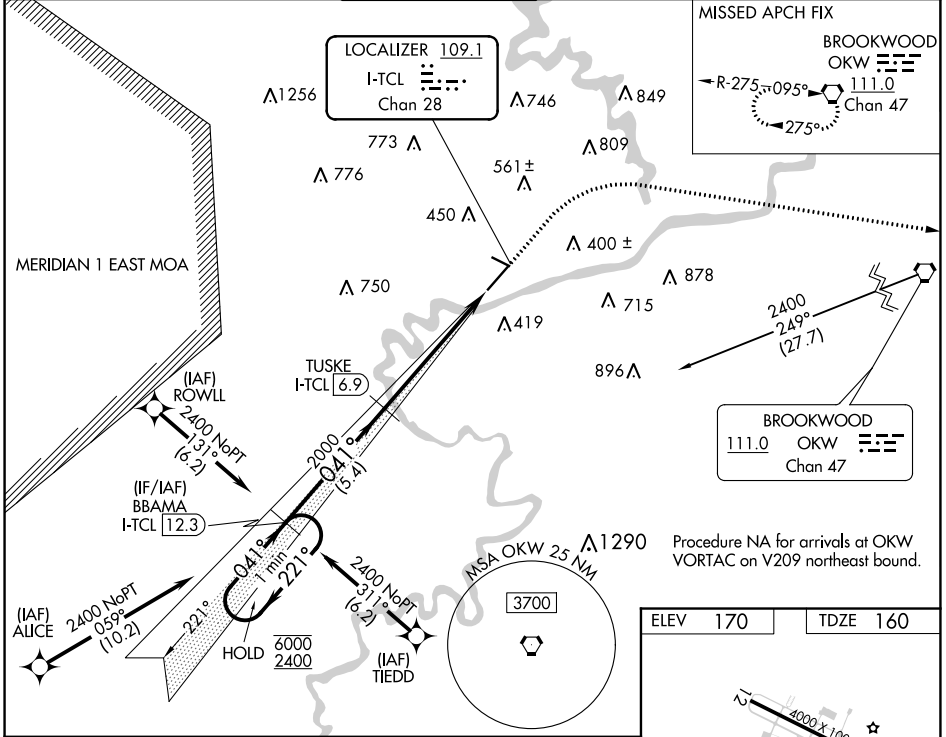 MISSED APCH FIX
BROOKWOOD
OKW
R-275
095°
111.0
Chan 47
275°
LOCALIZER 109.1
I-TCL
Chan 28
1256
746
849
773
809
776
561 ±
450
400 ±
MERIDIAN 1 EAST MOA
750
878
715
419
2400
249°
(27.7)
TUSKE
I-TCL 6.9
896
(IAF)
ROWLL
2400 NoPT
131°
(6.2)
2000
041°
(5.4)
BROOKWOOD
111.0 OKW
Chan 47
(IF/IAF)
BBAMA
I-TCL 12.3
041°
1 min
221°
1290
Procedure NA for arrivals at OKW
VORTAC on V209 northeast bound.
MSA OKW 25 NM
3700
2400 NoPT
311°
(6.2)
(IAF)
TIEDD
(IAF)
ALICE
2400 NoPT
059°
(10.2)
221°
HOLD
6000
2400
ELEV 170
TDZE 160
12
4000 X 100